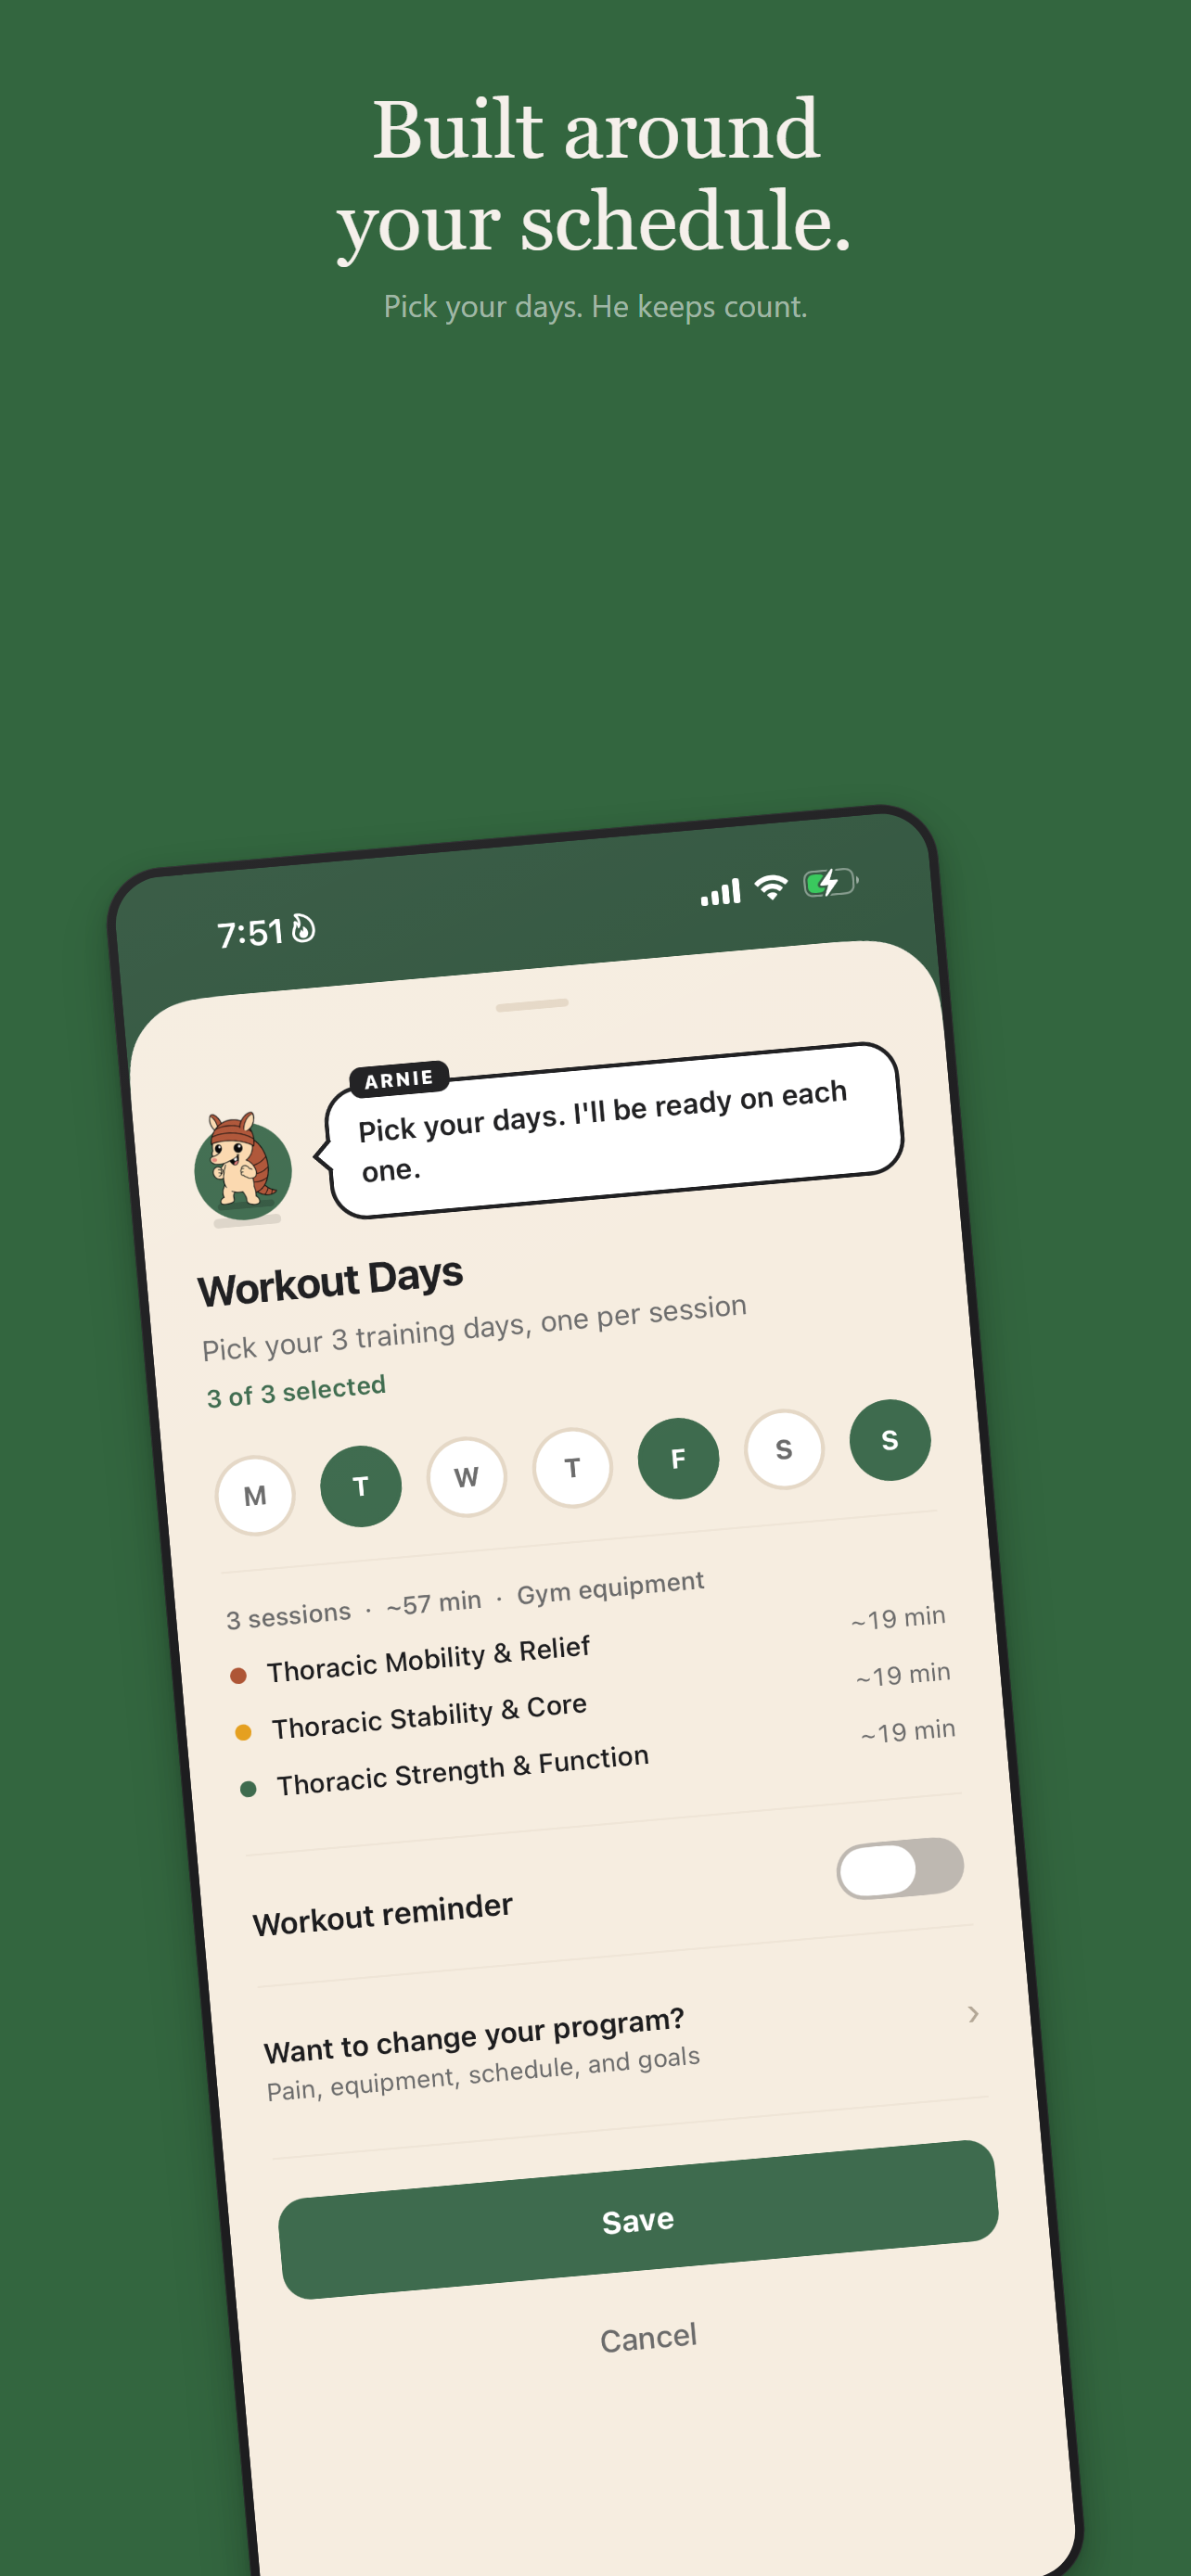 Built around
your schedule.
Pick your days. He keeps count.
7:51
ARNIE
Pick your days. I'll be ready on each
one.
Workout Days
Pick your 3 training days, one per session
3 of 3 selected
M T W T F S S
3 sessions · ~57 min · Gym equipment
Thoracic Mobility & Relief ~19 min
Thoracic Stability & Core ~19 min
Thoracic Strength & Function ~19 min
Workout reminder
Want to change your program?
Pain, equipment, schedule, and goals
Save
Cancel